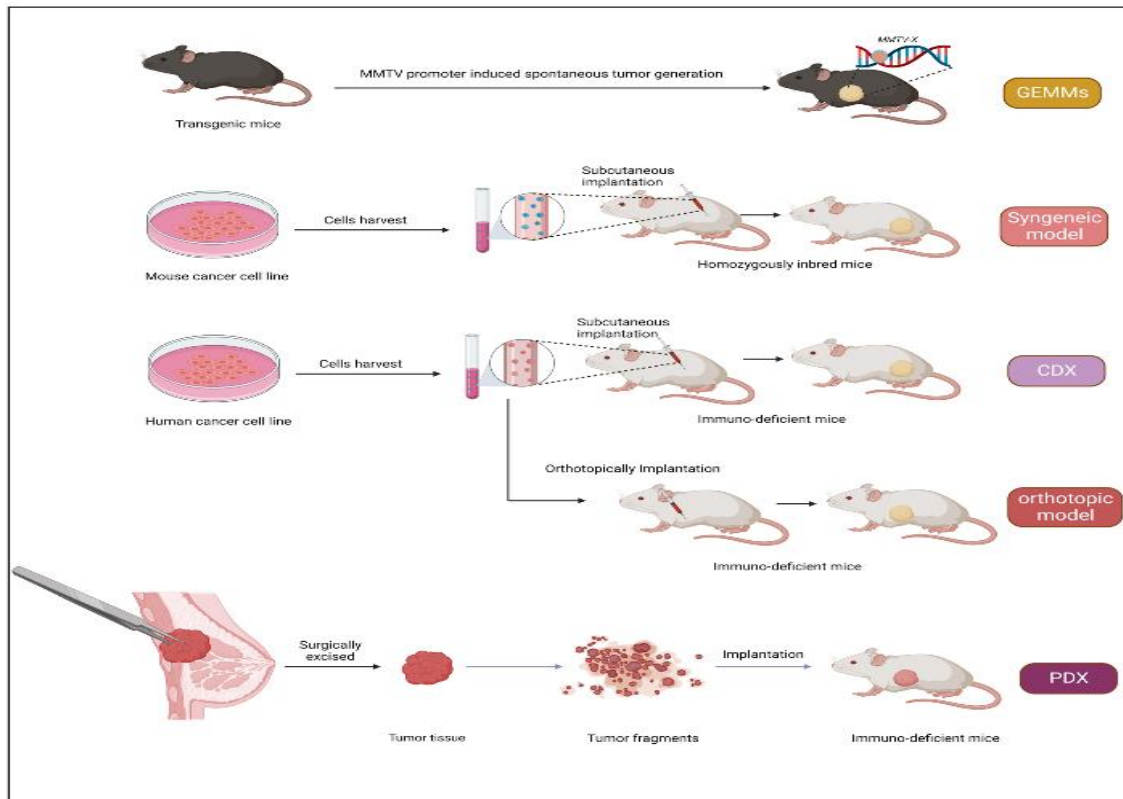 MMTV-X
MMTV promoter induced spontaneous tumor generation
GEMMs
Transgenic mice
Subcutaneous
implantation
Cells harvest
Syngeneic
model
Mouse cancer cell line
Homozygously inbred mice
Subcutaneous
implantation
Cells harvest
CDX
Human cancer cell line
Immuno-deficient mice
Orthotopically Implantation
orthotopic
model
Immuno-deficient mice
Surgically
excised
Implantation
PDX
Tumor tissue
Tumor fragments
Immuno-deficient mice